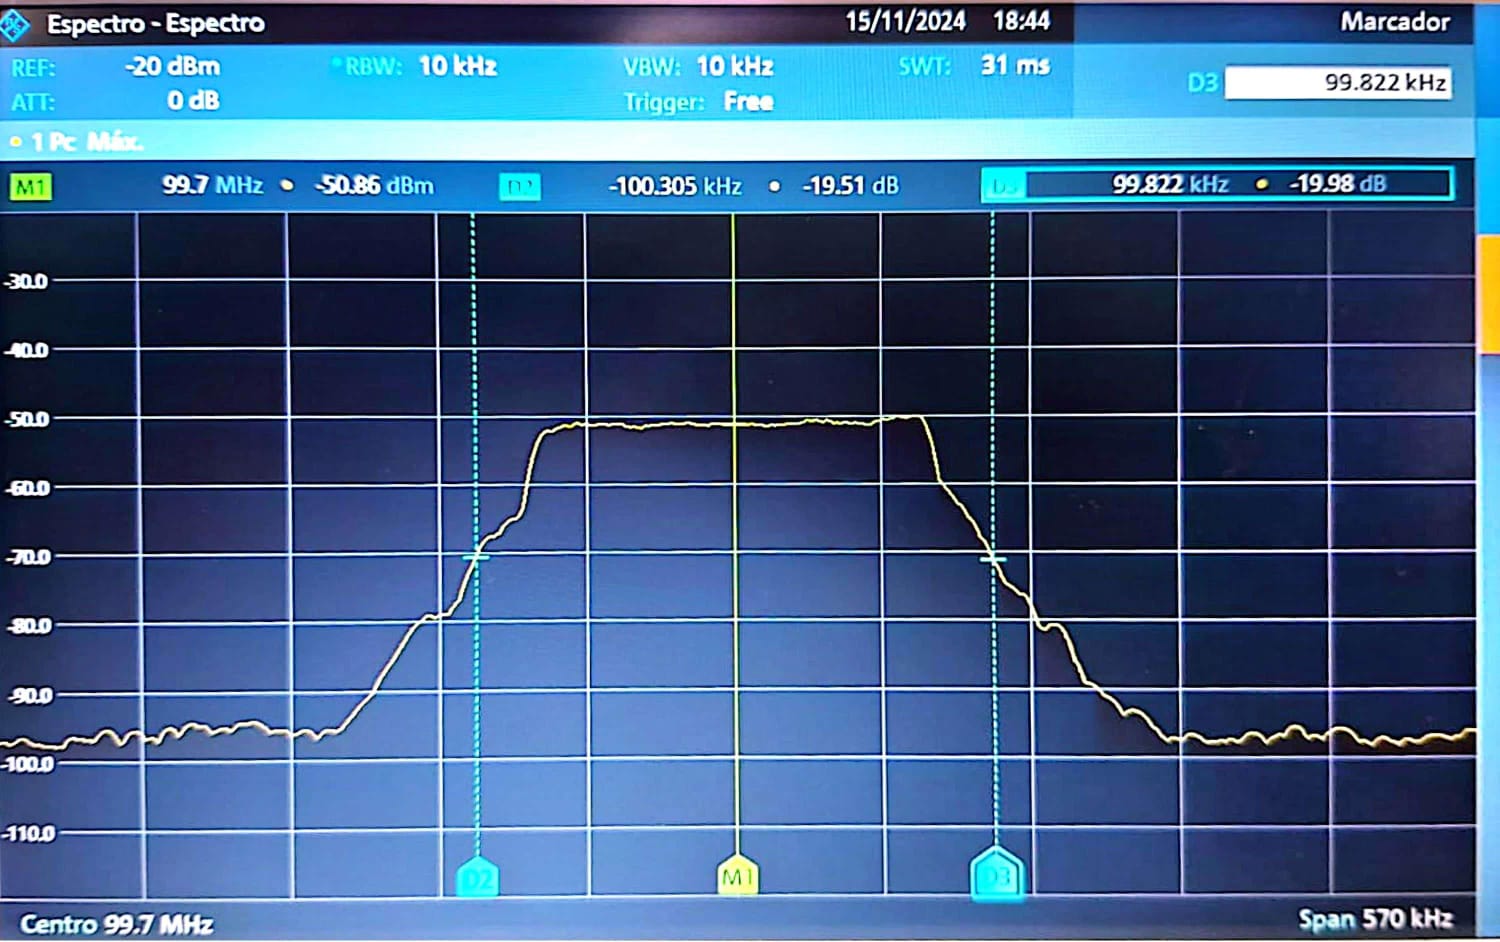 Espectro - Espectro 15/11/2024 18:44 Marcador
REF: -20 dBm RBW: 10 kHz VBW: 10 kHz SWT: 31 ms
ATT: 0 dB Trigger: Free D3 99.822 kHz
1 Pc Máx.
M1 99.7 MHz -50.86 dBm D2 -100.305 kHz -19.51 dB D3 99.822 kHz -19.98 dB
-30.0
-40.0
-50.0
-60.0
-70.0
-80.0
-90.0
-100.0
-110.0
D2 M1 D3
Centro 99.7 MHz Span 570 kHz